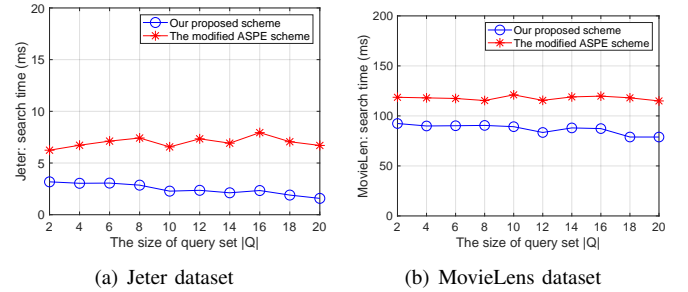 Jeter: search time (ms)
20
15
10
5
0
Our proposed scheme
The modified ASPE scheme
2 4 6 8 10 12 14 16 18 20
The size of query set |Q|
(a) Jeter dataset
MovieLen: search time (ms)
200
150
100
50
0
Our proposed scheme
The modified ASPE scheme
2 4 6 8 10 12 14 16 18 20
The size of query set |Q|
(b) MovieLens dataset